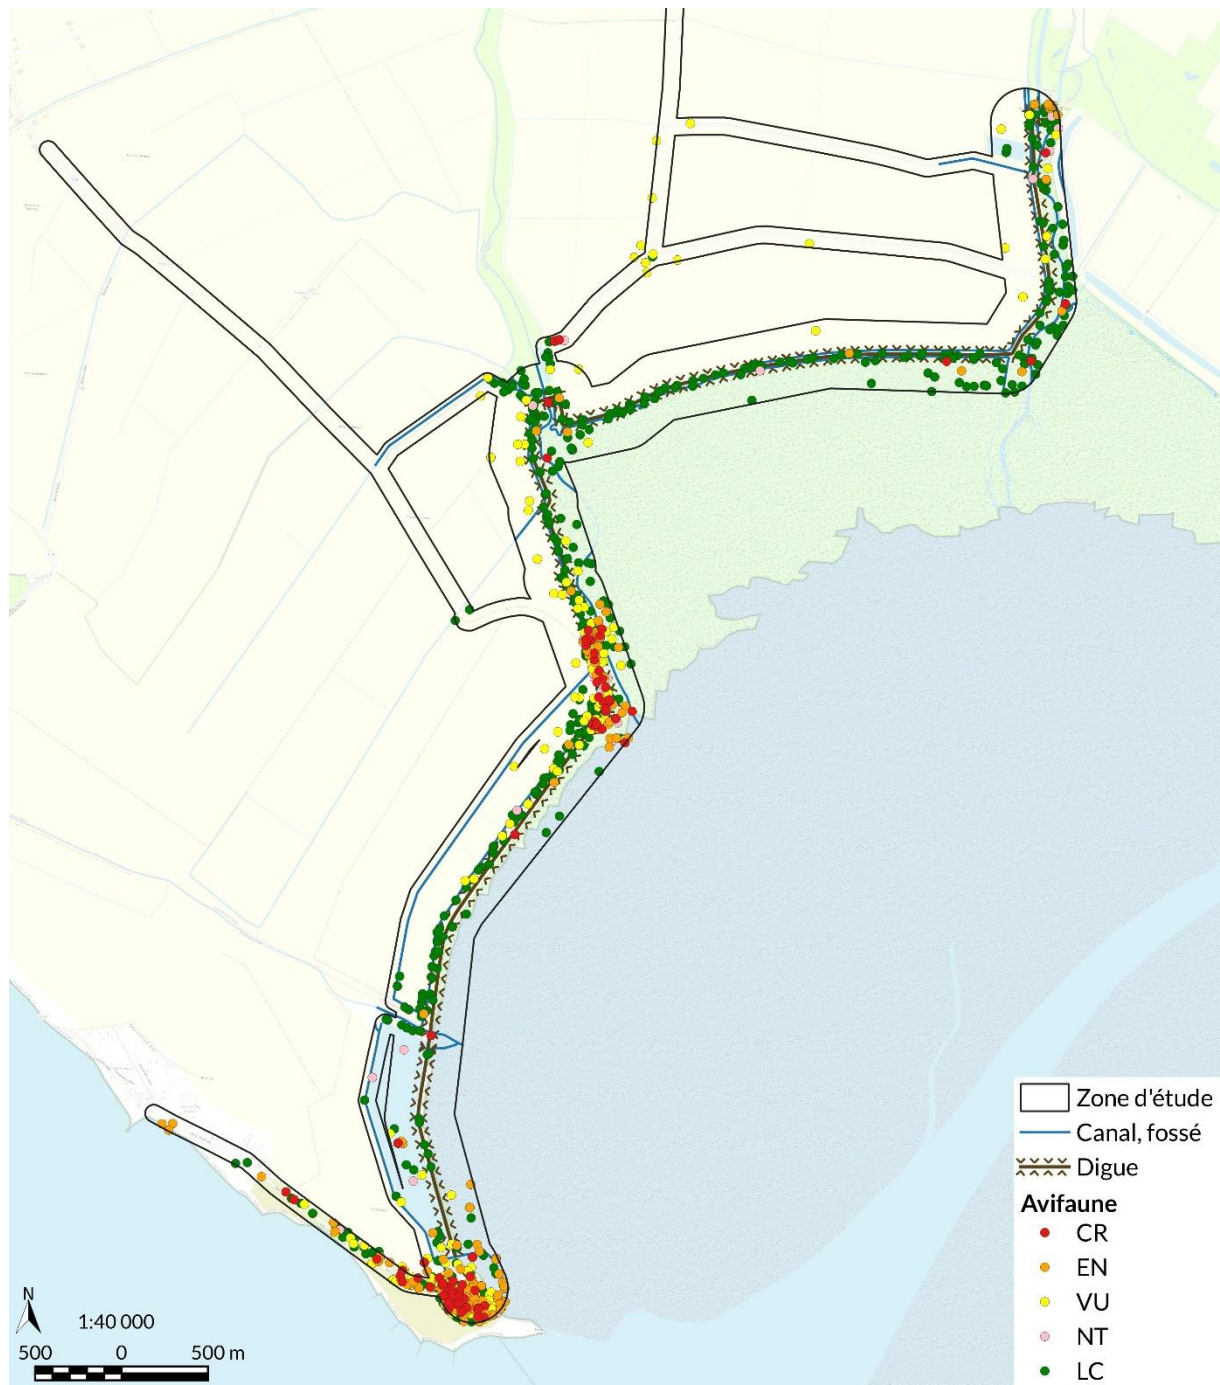 Zone d'étude
Canal, fossé
Digue
Avifaune
CR
EN
VU
NT
LC
N
1:40 000
500 0 500 m